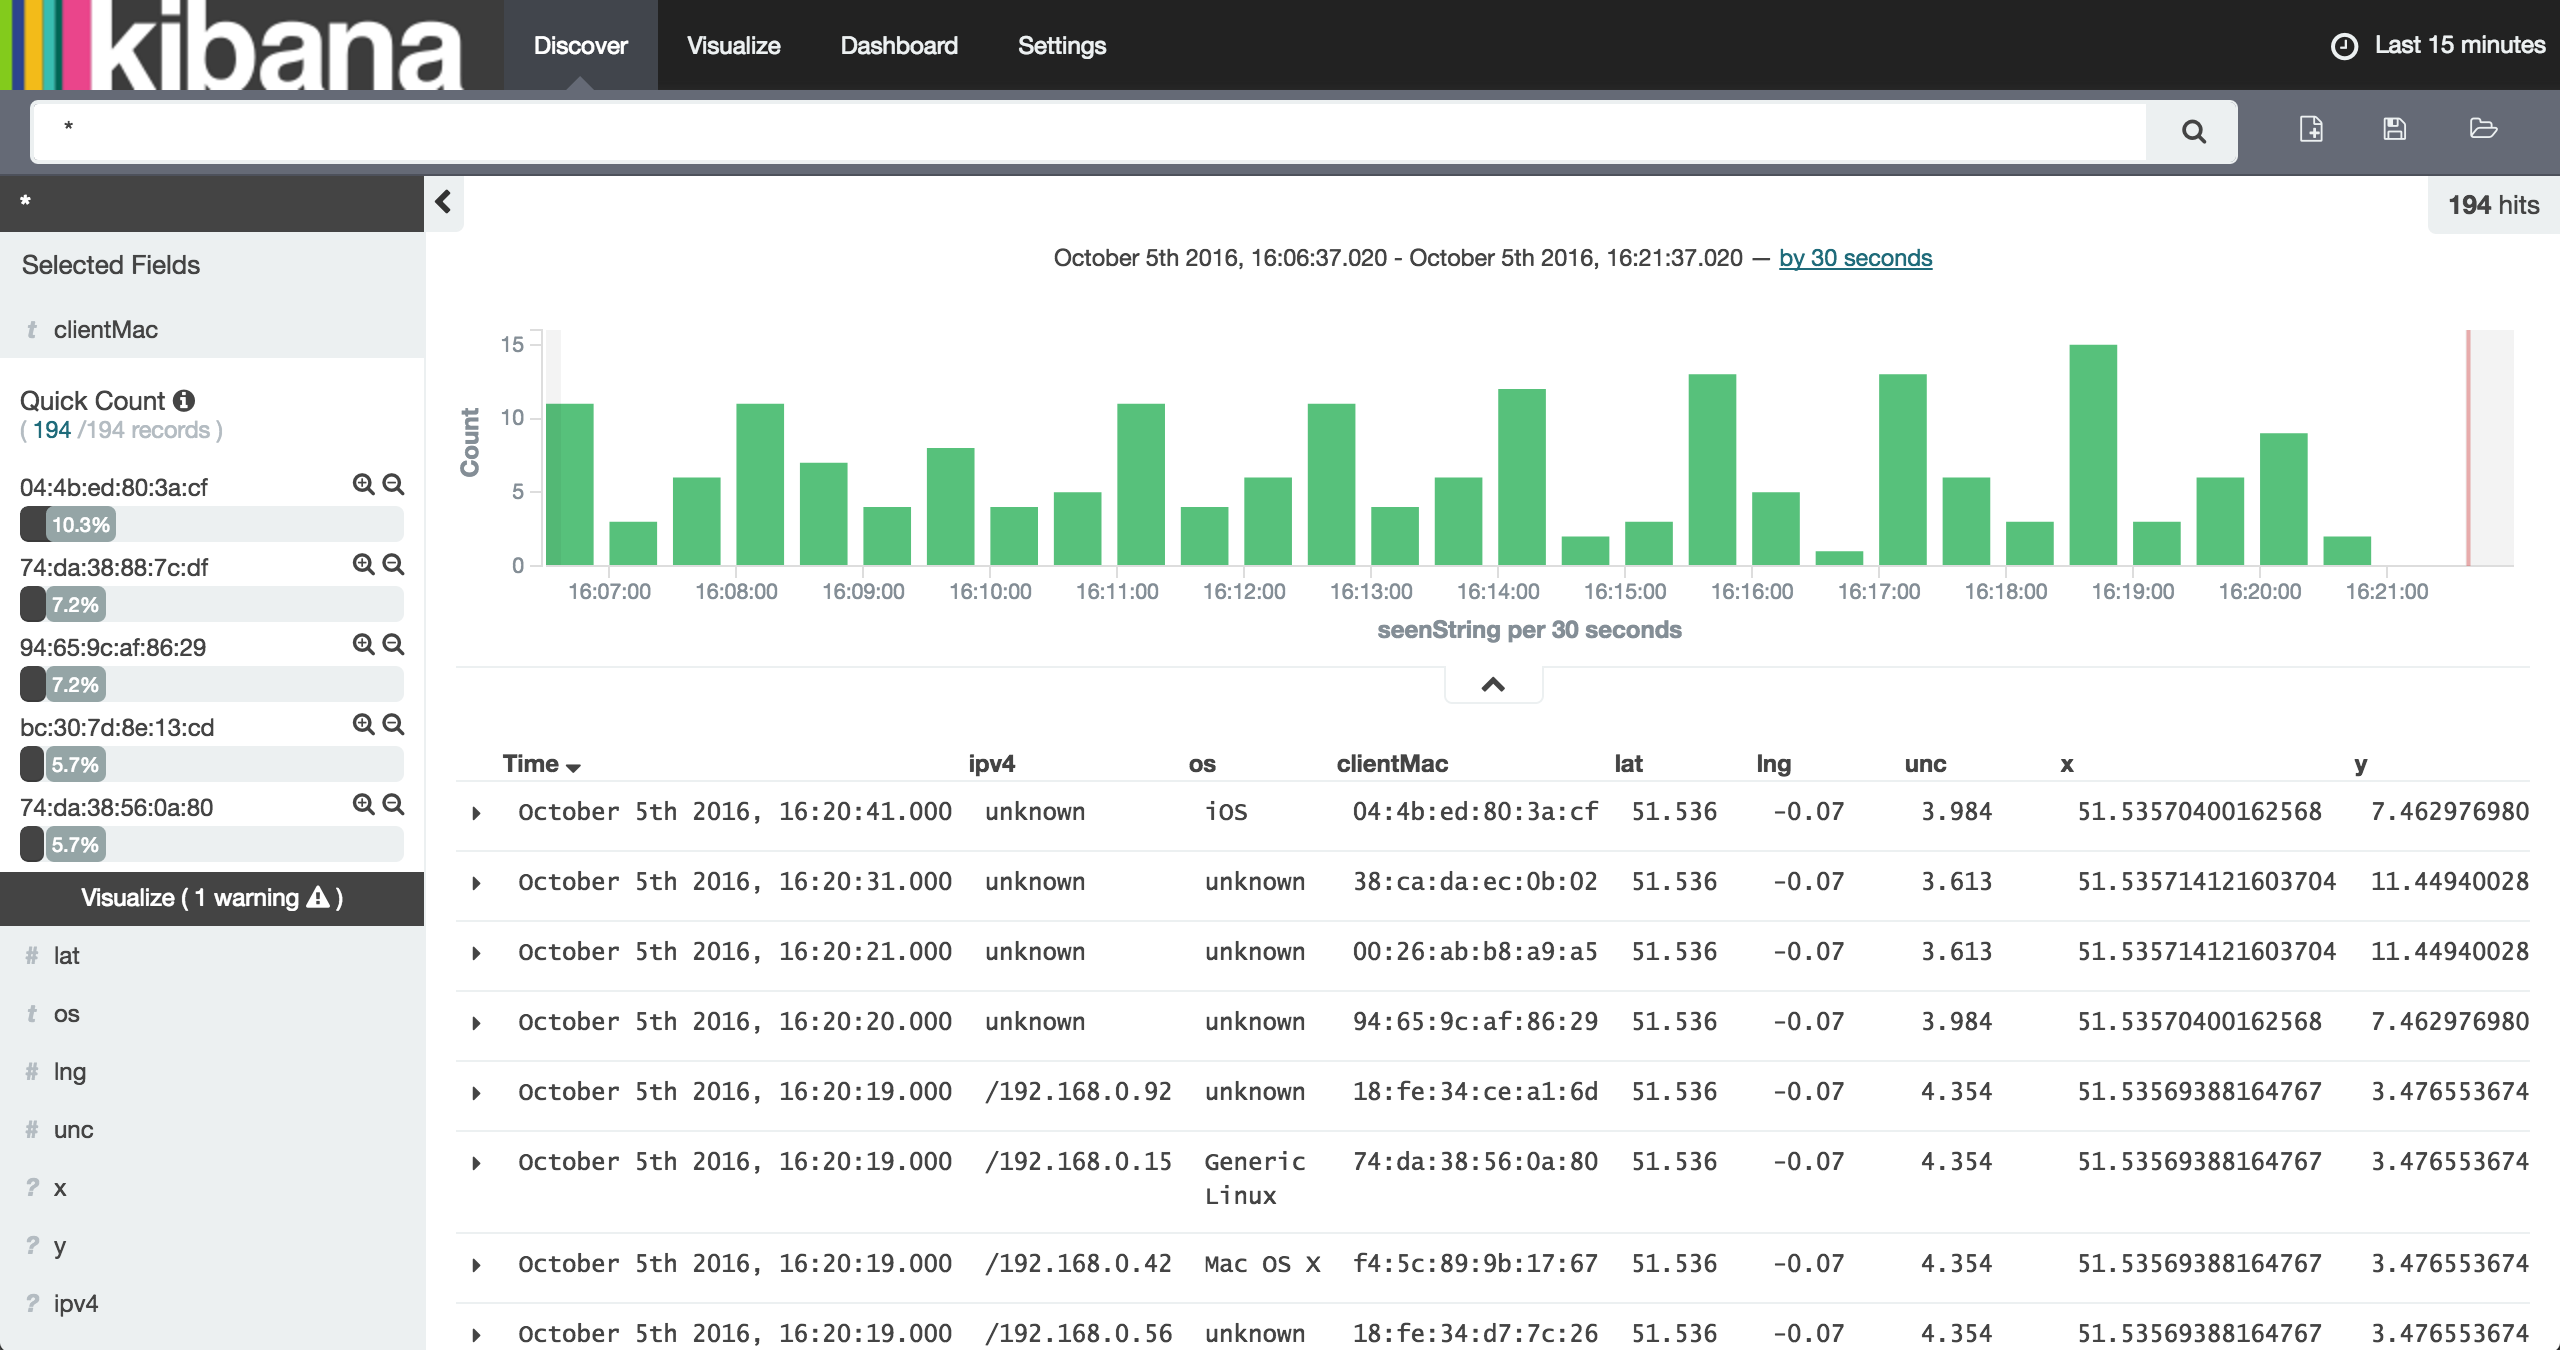 kibana Discover Visualize Dashboard Settings Last 15 minutes
*
* 194 hits
Selected Fields
t clientMac
Quick Count
( 194 /194 records )
04:4b:ed:80:3a:cf
10.3%
74:da:38:88:7c:df
7.2%
94:65:9c:af:86:29
7.2%
bc:30:7d:8e:13:cd
5.7%
74:da:38:56:0a:80
5.7%
Visualize ( 1 warning )
# lat
t os
# lng
# unc
? x
? y
? ipv4
October 5th 2016, 16:06:37.020 - October 5th 2016, 16:21:37.020 — by 30 seconds
Count
15
10
5
0
16:07:00 16:08:00 16:09:00 16:10:00 16:11:00 16:12:00 16:13:00 16:14:00 16:15:00 16:16:00 16:17:00 16:18:00 16:19:00 16:20:00 16:21:00
seenString per 30 seconds
Time ipv4 os clientMac lat lng unc x y
October 5th 2016, 16:20:41.000 unknown iOS 04:4b:ed:80:3a:cf 51.536 -0.07 3.984 51.53570400162568 7.462976980
October 5th 2016, 16:20:31.000 unknown unknown 38:ca:da:ec:0b:02 51.536 -0.07 3.613 51.535714121603704 11.44940028
October 5th 2016, 16:20:21.000 unknown unknown 00:26:ab:b8:a9:a5 51.536 -0.07 3.613 51.535714121603704 11.44940028
October 5th 2016, 16:20:20.000 unknown unknown 94:65:9c:af:86:29 51.536 -0.07 3.984 51.53570400162568 7.462976980
October 5th 2016, 16:20:19.000 /192.168.0.92 unknown 18:fe:34:ce:a1:6d 51.536 -0.07 4.354 51.53569388164767 3.476553674
October 5th 2016, 16:20:19.000 /192.168.0.15 Generic Linux 74:da:38:56:0a:80 51.536 -0.07 4.354 51.53569388164767 3.476553674
October 5th 2016, 16:20:19.000 /192.168.0.42 Mac OS X f4:5c:89:9b:17:67 51.536 -0.07 4.354 51.53569388164767 3.476553674
October 5th 2016, 16:20:19.000 /192.168.0.56 unknown 18:fe:34:d7:7c:26 51.536 -0.07 4.354 51.53569388164767 3.476553674